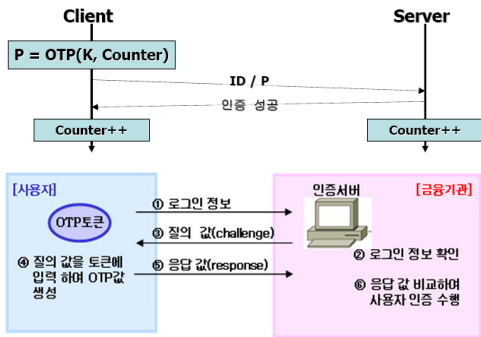 Client
Server
P = OTP(K, Counter)
ID / P
인증 성공
Counter++
Counter++
[사용자]
인증서버
[금융기관]
OTP토큰
① 로그인 정보
③ 질의 값(challenge)
② 로그인 정보 확인
④ 질의 값을 토큰에
입력 하여 OTP값
생성
⑤ 응답 값(response)
⑥ 응답 값 비교하여
사용자 인증 수행